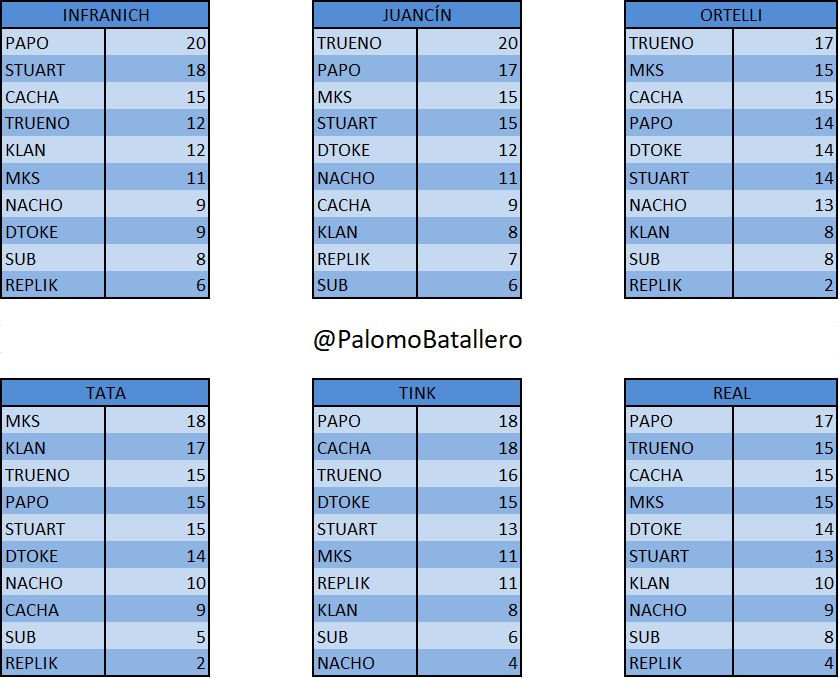 INFRANICH
PAPO 20
STUART 18
CACHA 15
TRUENO 12
KLAN 12
MKS 11
NACHO 9
DTOKE 9
SUB 8
REPLIK 6
JUANCÍN
TRUENO 20
PAPO 17
MKS 15
STUART 15
DTOKE 12
NACHO 11
CACHA 9
KLAN 8
REPLIK 7
SUB 6
ORTELLI
TRUENO 17
MKS 15
CACHA 15
PAPO 14
DTOKE 14
STUART 14
NACHO 13
KLAN 8
SUB 8
REPLIK 2
@PalomoBatallero
TATA
MKS 18
KLAN 17
TRUENO 15
PAPO 15
STUART 15
DTOKE 14
NACHO 10
CACHA 9
SUB 5
REPLIK 2
TINK
PAPO 18
CACHA 18
TRUENO 16
DTOKE 15
STUART 13
MKS 11
REPLIK 11
KLAN 8
SUB 6
NACHO 4
REAL
PAPO 17
TRUENO 15
CACHA 15
MKS 15
DTOKE 14
STUART 13
KLAN 10
NACHO 9
SUB 8
REPLIK 4